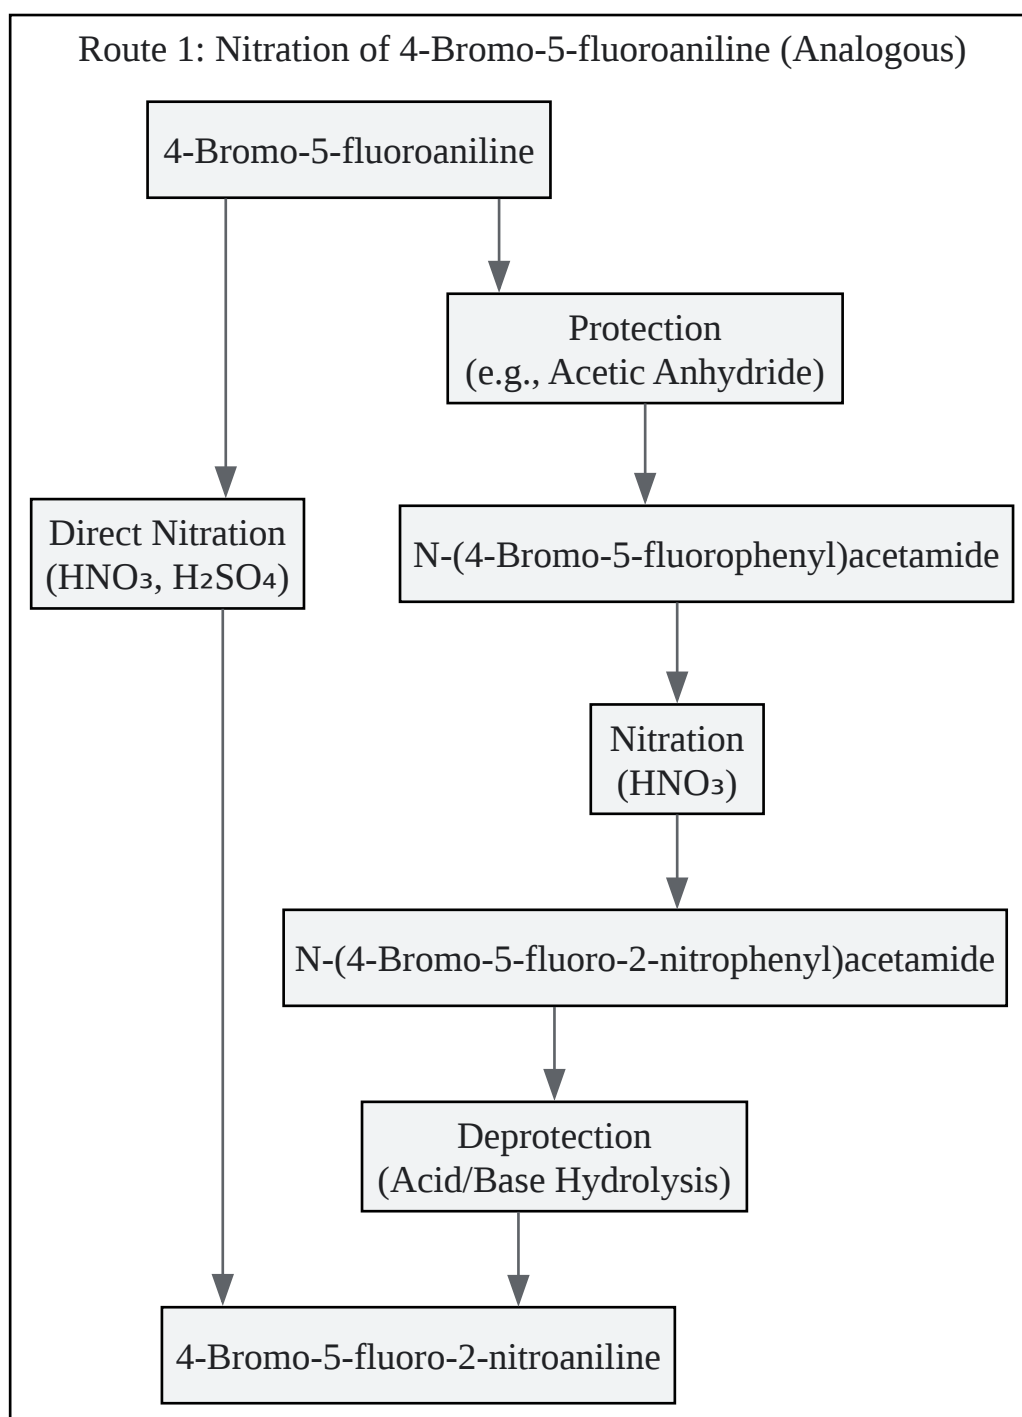 Route 1: Nitration of 4-Bromo-5-fluoroaniline (Analogous)
4-Bromo-5-fluoroaniline
Protection
(e.g., Acetic Anhydride)
Direct Nitration
(HNO₃, H₂SO₄)
N-(4-Bromo-5-fluorophenyl)acetamide
Nitration
(HNO₃)
N-(4-Bromo-5-fluoro-2-nitrophenyl)acetamide
Deprotection
(Acid/Base Hydrolysis)
4-Bromo-5-fluoro-2-nitroaniline